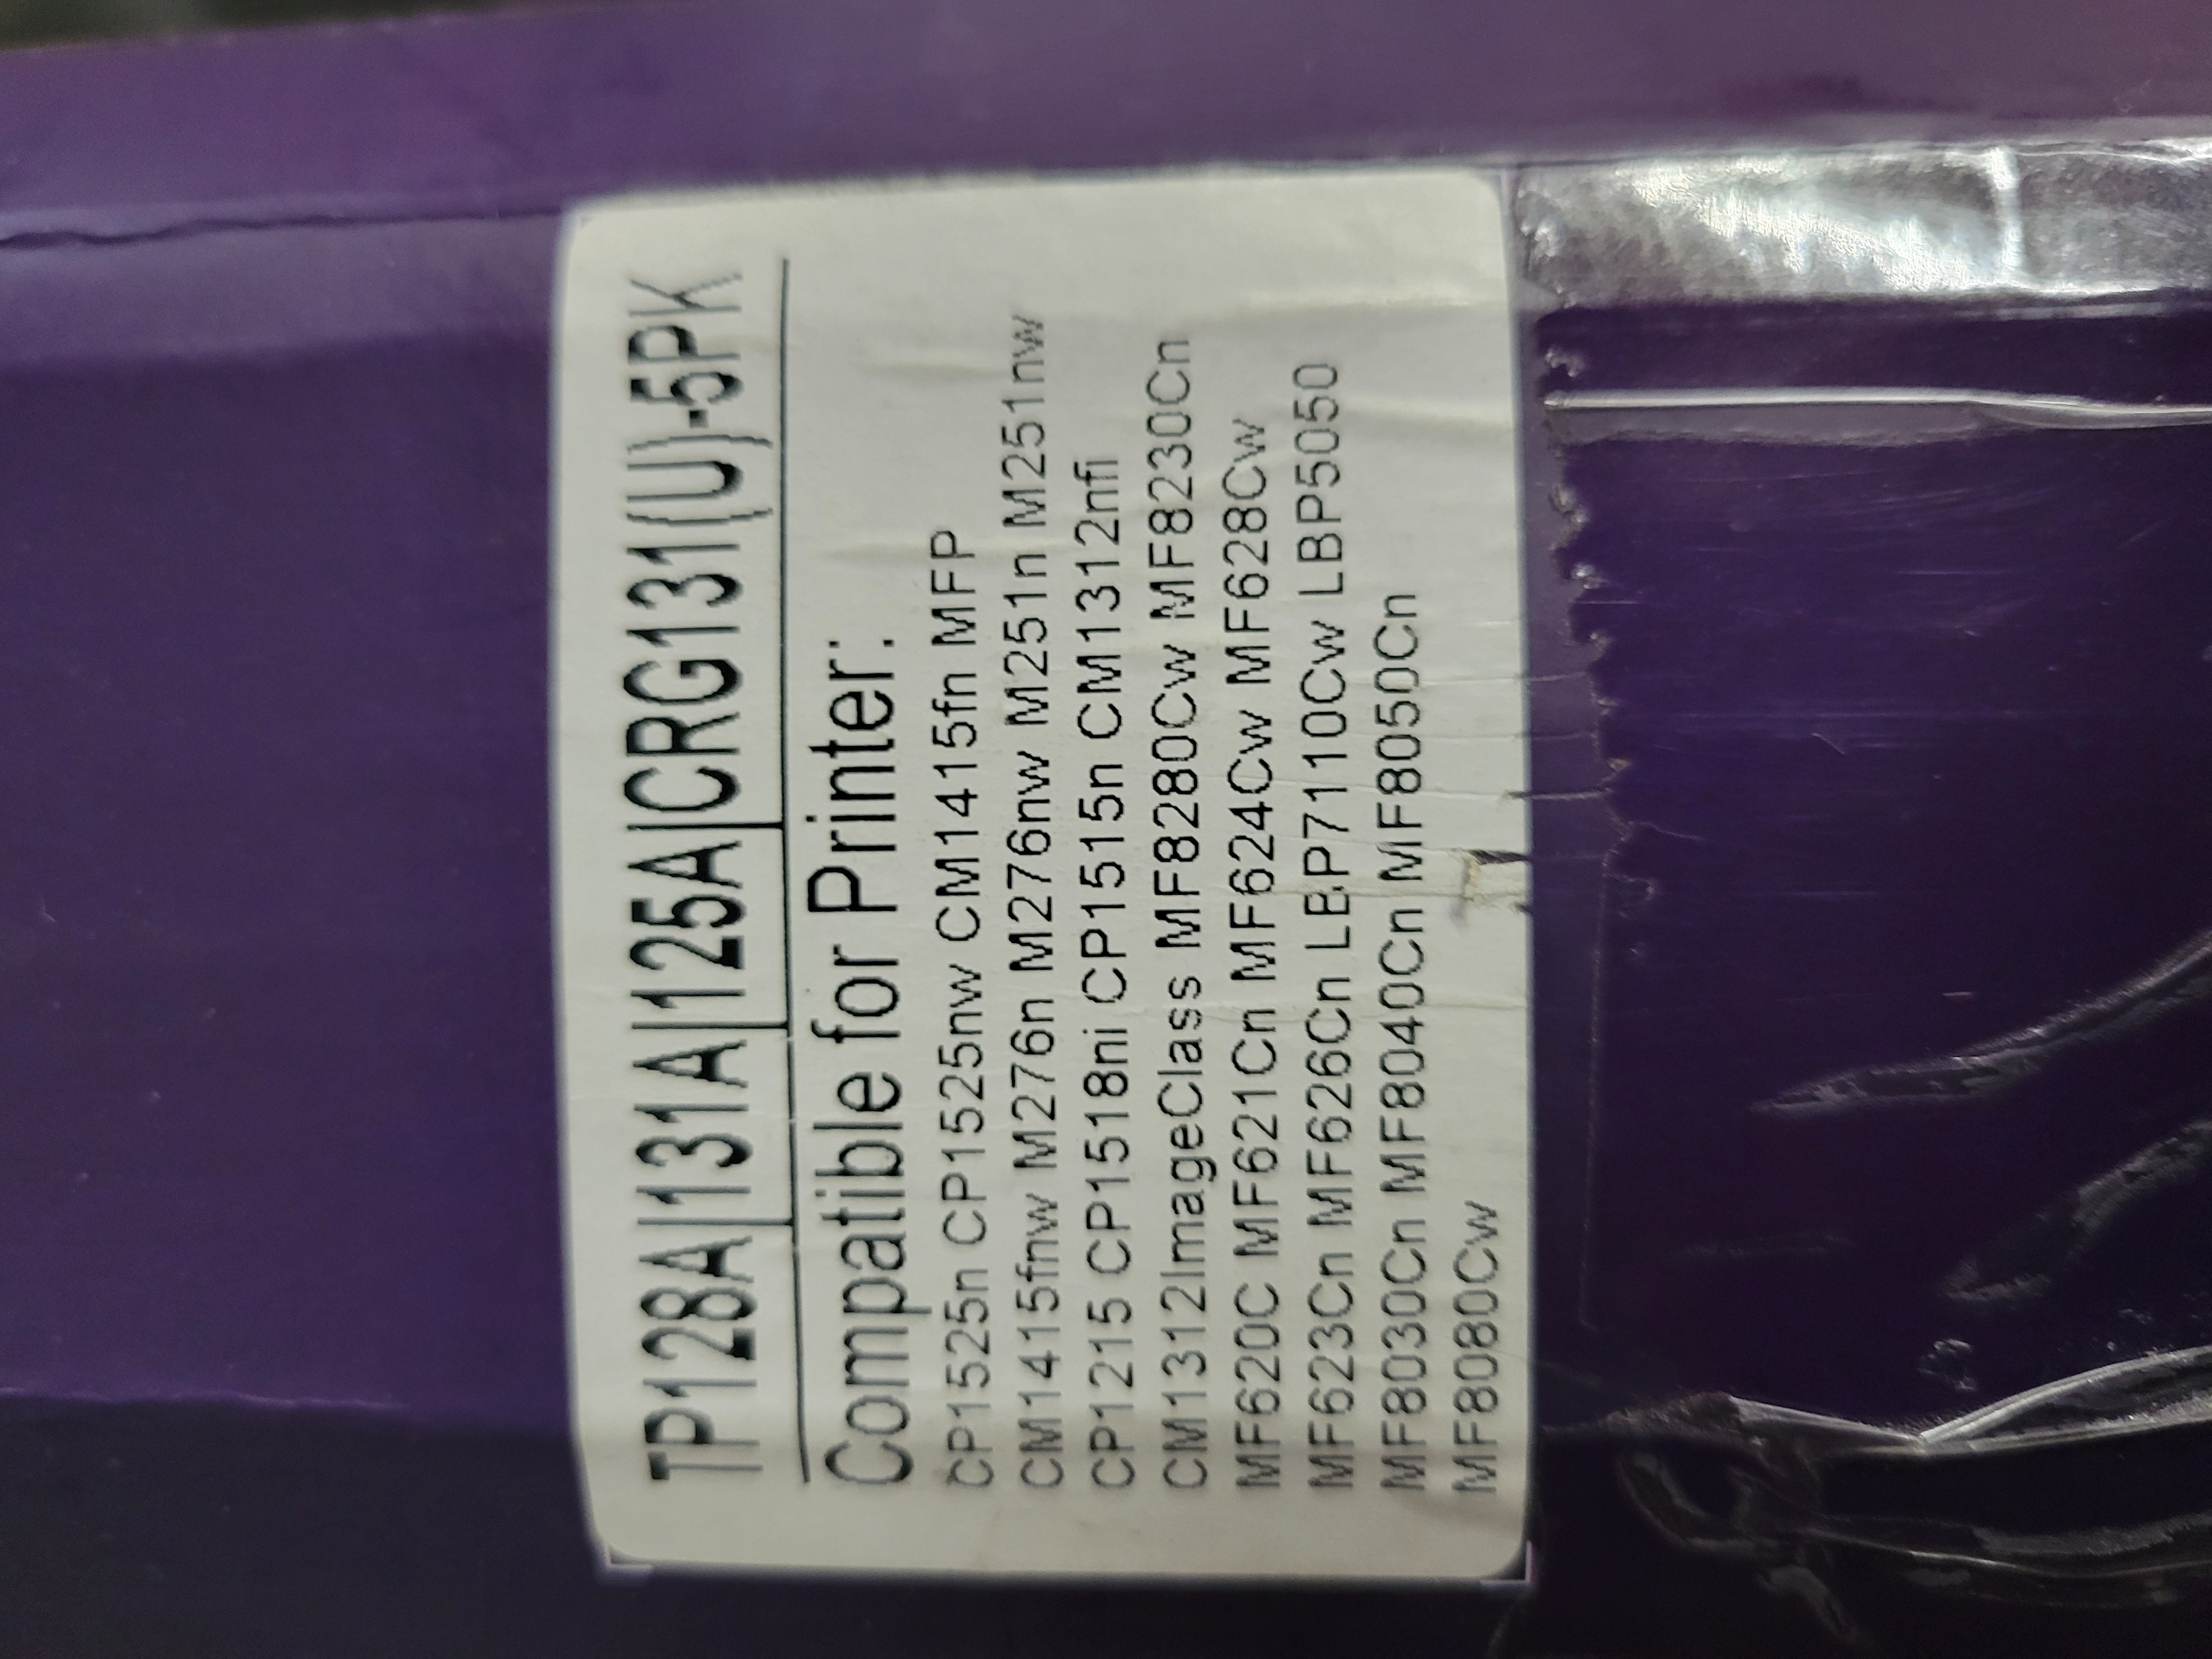 TP128A|131A|125A|CRG131(U)-5PK
Compatible for Printer:
CP1525n CP1525nw CM1415fn MFP
CM1415fnw M276n M276nw M251n M251nw
CP1215 CP1518ni CP1515n CM1312nfi
CM1312ImageClass MF8280Cw MF8230Cn
MF620C MF621Cn MF624Cw MF628Cw
MF623Cn MF626Cn LBP7110Cw LBP5050
MF8030Cn MF8040Cn MF8050Cn
MF8080Cw